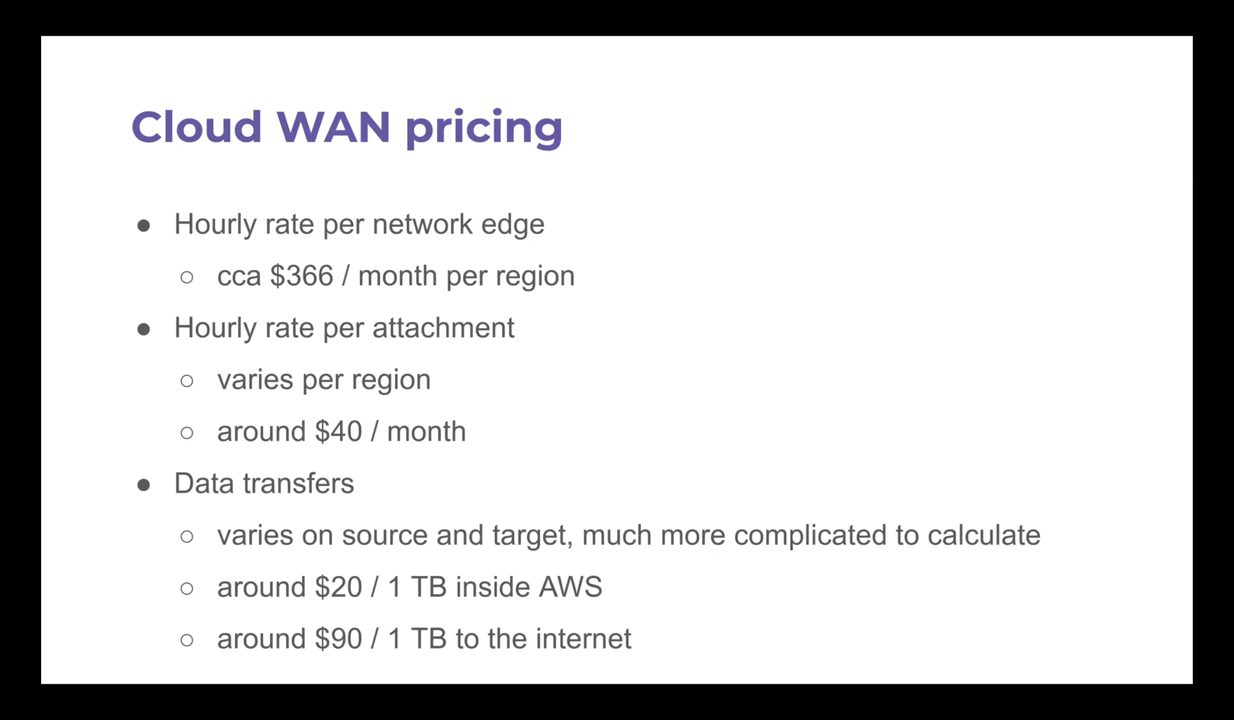 Cloud WAN pricing
● Hourly rate per network edge
○ cca $366 / month per region
● Hourly rate per attachment
○ varies per region
○ around $40 / month
● Data transfers
○ varies on source and target, much more complicated to calculate
○ around $20 / 1 TB inside AWS
○ around $90 / 1 TB to the internet